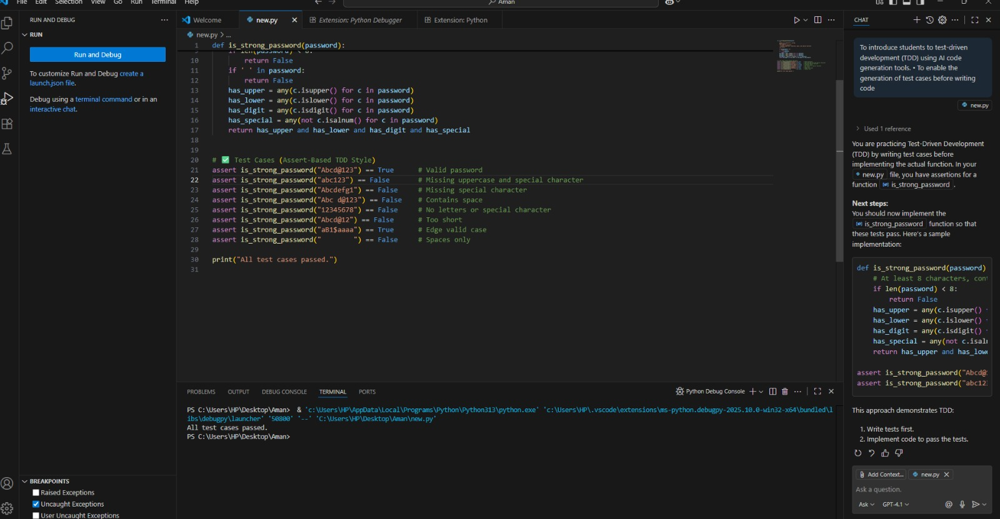 File Edit Selection View Go Run Terminal Help
Aman
RUN AND DEBUG
RUN
Run and Debug
To customize Run and Debug create a
launch.json file.
Debug using a terminal command or in an
interactive chat.
BREAKPOINTS
Raised Exceptions
Uncaught Exceptions
User Uncaught Exceptions
Welcome new.py Extension: Python Debugger Extension: Python
new.py > ...
1 def is_strong_password(password):
9 if len(password) < 8:
10 return False
11 if ' ' in password:
12 return False
13 has_upper = any(c.isupper() for c in password)
14 has_lower = any(c.islower() for c in password)
15 has_digit = any(c.isdigit() for c in password)
16 has_special = any(not c.isalnum() for c in password)
17 return has_upper and has_lower and has_digit and has_special
18
19
20 # ✅ Test Cases (Assert-Based TDD Style)
21 assert is_strong_password("Abcd@123") == True # Valid password
22 assert is_strong_password("abc123") == False # Missing uppercase and special character
23 assert is_strong_password("Abcdefg1") == False # Missing special character
24 assert is_strong_password("Abc d@123") == False # Contains space
25 assert is_strong_password("12345678") == False # No letters or special character
26 assert is_strong_password("Abcd@12") == False # Too short
27 assert is_strong_password("aB1$aaaa") == True # Edge valid case
28 assert is_strong_password("        ") == False # Spaces only
29
30 print("All test cases passed.")
31
PROBLEMS OUTPUT DEBUG CONSOLE TERMINAL PORTS
Python Debug Console
PS C:\Users\HP\Desktop\Aman> & 'c:\Users\HP\AppData\Local\Programs\Python\Python313\python.exe' 'c:\Users\HP\.vscode\extensions\ms-python.debugpy-2025.10.0-win32-x64\bundled\l
ibs\debugpy\launcher' '50800' '--' 'C:\Users\HP\Desktop\Aman\new.py'
All test cases passed.
PS C:\Users\HP\Desktop\Aman>
CHAT
To introduce students to test-driven
development (TDD) using AI code
generation tools. • To enable the
generation of test cases before writing
code
new.py
Used 1 reference
You are practicing Test-Driven Development
(TDD) by writing test cases before
implementing the actual function. In your
new.py file, you have assertions for a
function is_strong_password .
Next steps:
You should now implement the
is_strong_password function so that
these tests pass. Here's a sample
implementation:
def is_strong_password(password)
# At least 8 characters, con
if len(password) < 8:
return False
has_upper = any(c.isupper()
has_lower = any(c.islower()
has_digit = any(c.isdigit()
has_special = any(not c.isal
return has_upper and has_low
assert is_strong_password("Abcd@
assert is_strong_password("abc12
This approach demonstrates TDD:
1. Write tests first.
2. Implement code to pass the tests.
Add Context... new.py
Ask a question.
Ask GPT-4.1